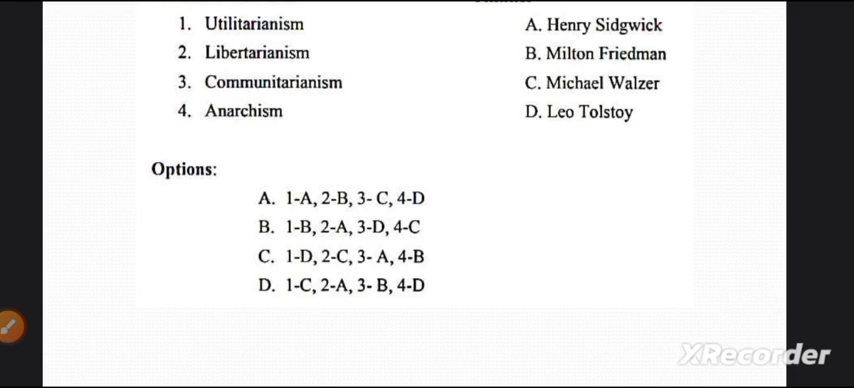 1. Utilitarianism A. Henry Sidgwick
2. Libertarianism B. Milton Friedman
3. Communitarianism C. Michael Walzer
4. Anarchism D. Leo Tolstoy
Options:
A. 1-A, 2-B, 3- C, 4-D
B. 1-B, 2-A, 3-D, 4-C
C. 1-D, 2-C, 3- A, 4-B
D. 1-C, 2-A, 3- B, 4-D
XRecorder